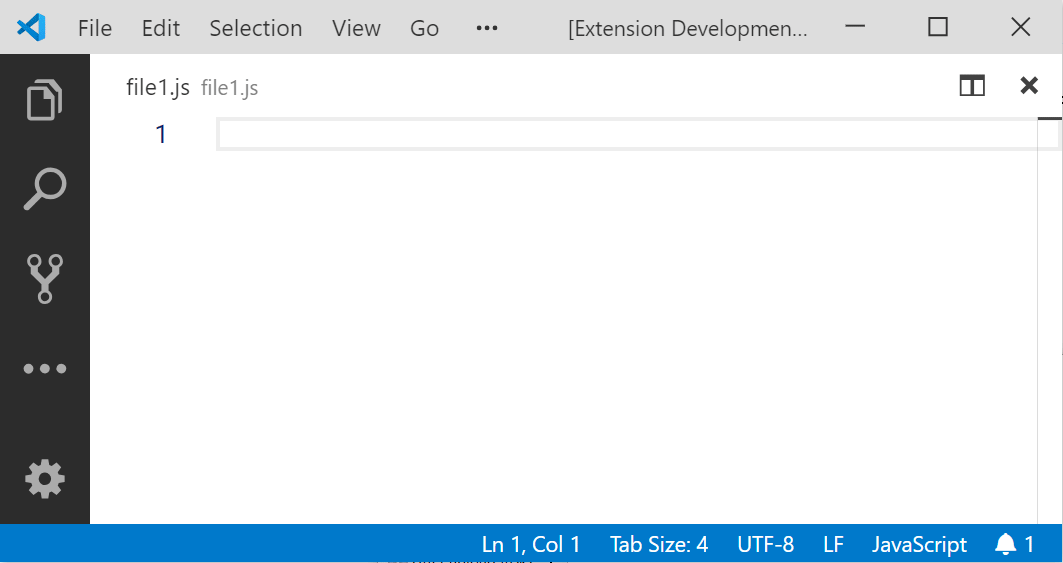 File Edit Selection View Go ··· [Extension Developmen...
file1.js file1.js
1
Ln 1, Col 1 Tab Size: 4 UTF-8 LF JavaScript 1